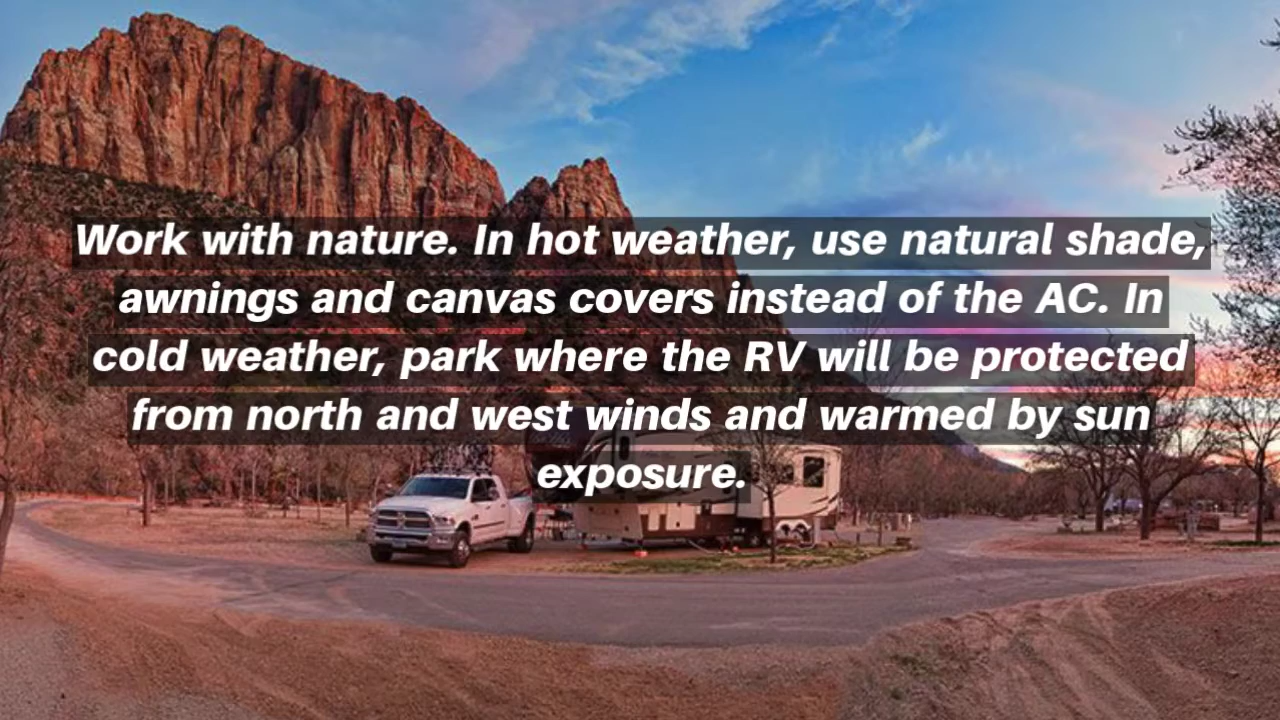 Work with nature. In hot weather, use natural shade,
awnings and canvas covers instead of the AC. In
cold weather, park where the RV will be protected
from north and west winds and warmed by sun
exposure.